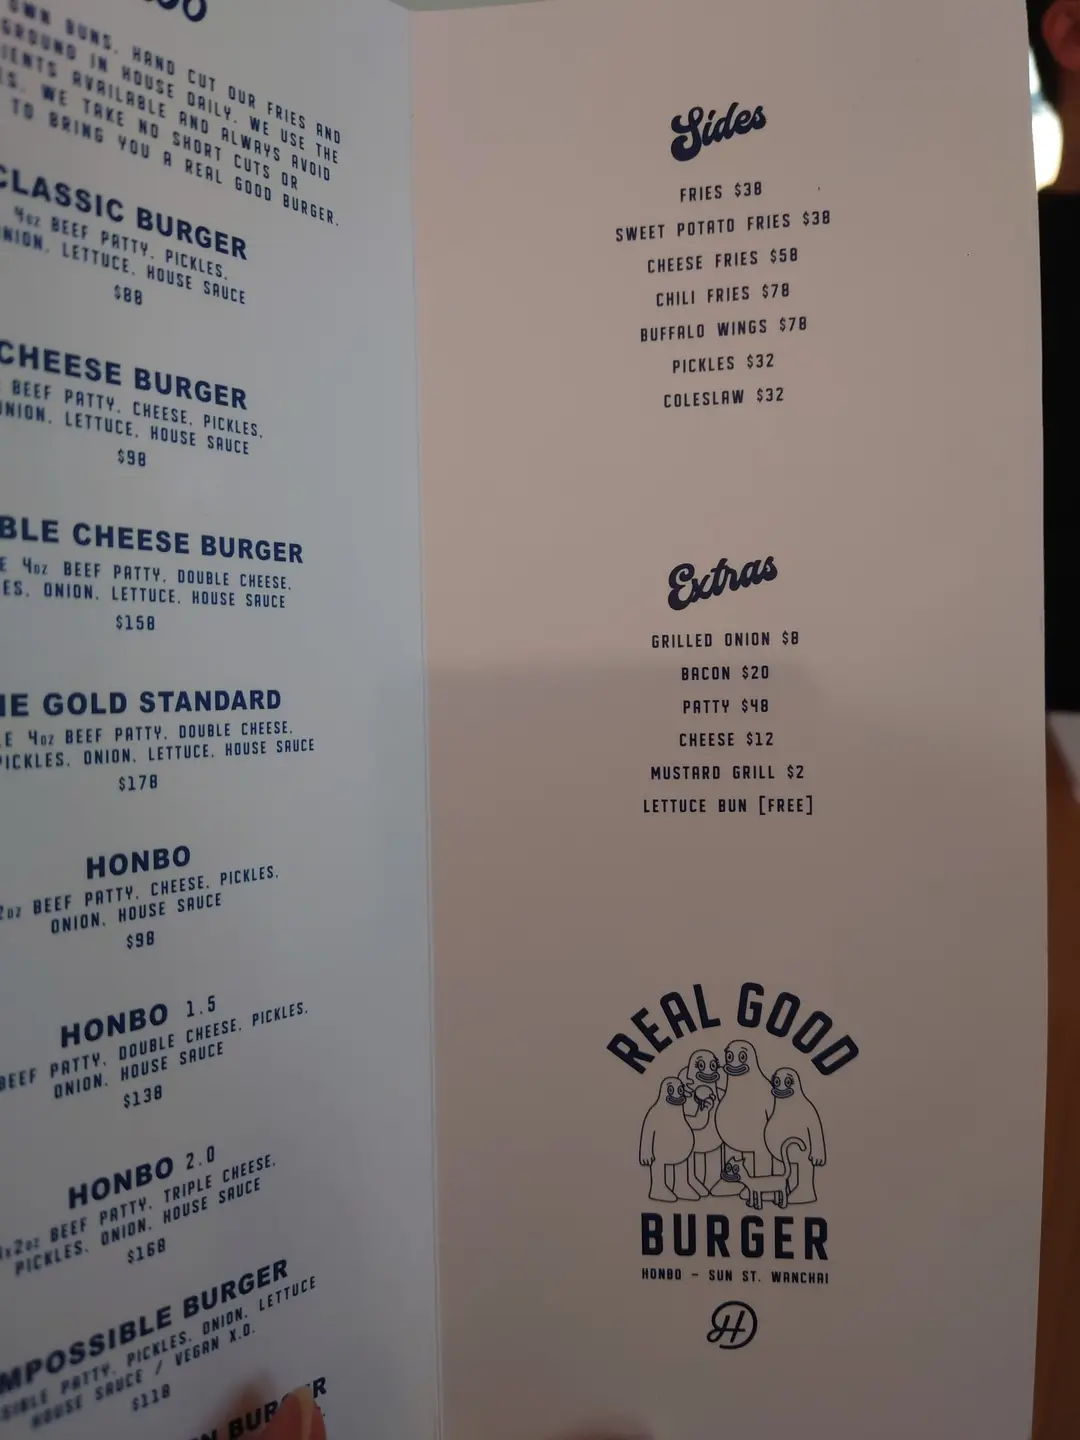 OWN BUNS. HAND CUT OUR FRIES AND
GROUND IN HOUSE DAILY. WE USE THE
AVAILABLE AND ALWAYS AVOID
WE TAKE NO SHORT CUTS OR
TO BRING YOU A REAL GOOD BURGER.
CLASSIC BURGER
4oz BEEF PATTY, PICKLES,
ONION, LETTUCE, HOUSE SAUCE
$88
CHEESE BURGER
BEEF PATTY, CHEESE, PICKLES,
ONION, LETTUCE, HOUSE SAUCE
$98
BLE CHEESE BURGER
4oz BEEF PATTY, DOUBLE CHEESE,
ES, ONION, LETTUCE, HOUSE SAUCE
$158
HE GOLD STANDARD
LE 4oz BEEF PATTY, DOUBLE CHEESE,
PICKLES, ONION, LETTUCE, HOUSE SAUCE
$178
HONBO
2oz BEEF PATTY, CHEESE, PICKLES,
ONION, HOUSE SAUCE
$98
HONBO 1.5
BEEF PATTY, DOUBLE CHEESE, PICKLES,
ONION, HOUSE SAUCE
$138
HONBO 2.0
x2oz BEEF PATTY, TRIPLE CHEESE,
PICKLES, ONION, HOUSE SAUCE
$168
IMPOSSIBLE BURGER
SIBLE PATTY, PICKLES, ONION, LETTUCE
HOUSE SAUCE / VEGAN X.O.
$118
N BURGER
Sides
FRIES $38
SWEET POTATO FRIES $38
CHEESE FRIES $58
CHILI FRIES $78
BUFFALO WINGS $78
PICKLES $32
COLESLAW $32
Extras
GRILLED ONION $8
BACON $20
PATTY $48
CHEESE $12
MUSTARD GRILL $2
LETTUCE BUN [FREE]
REAL GOOD
BURGER
HONBO - SUN ST. WANCHAI
H